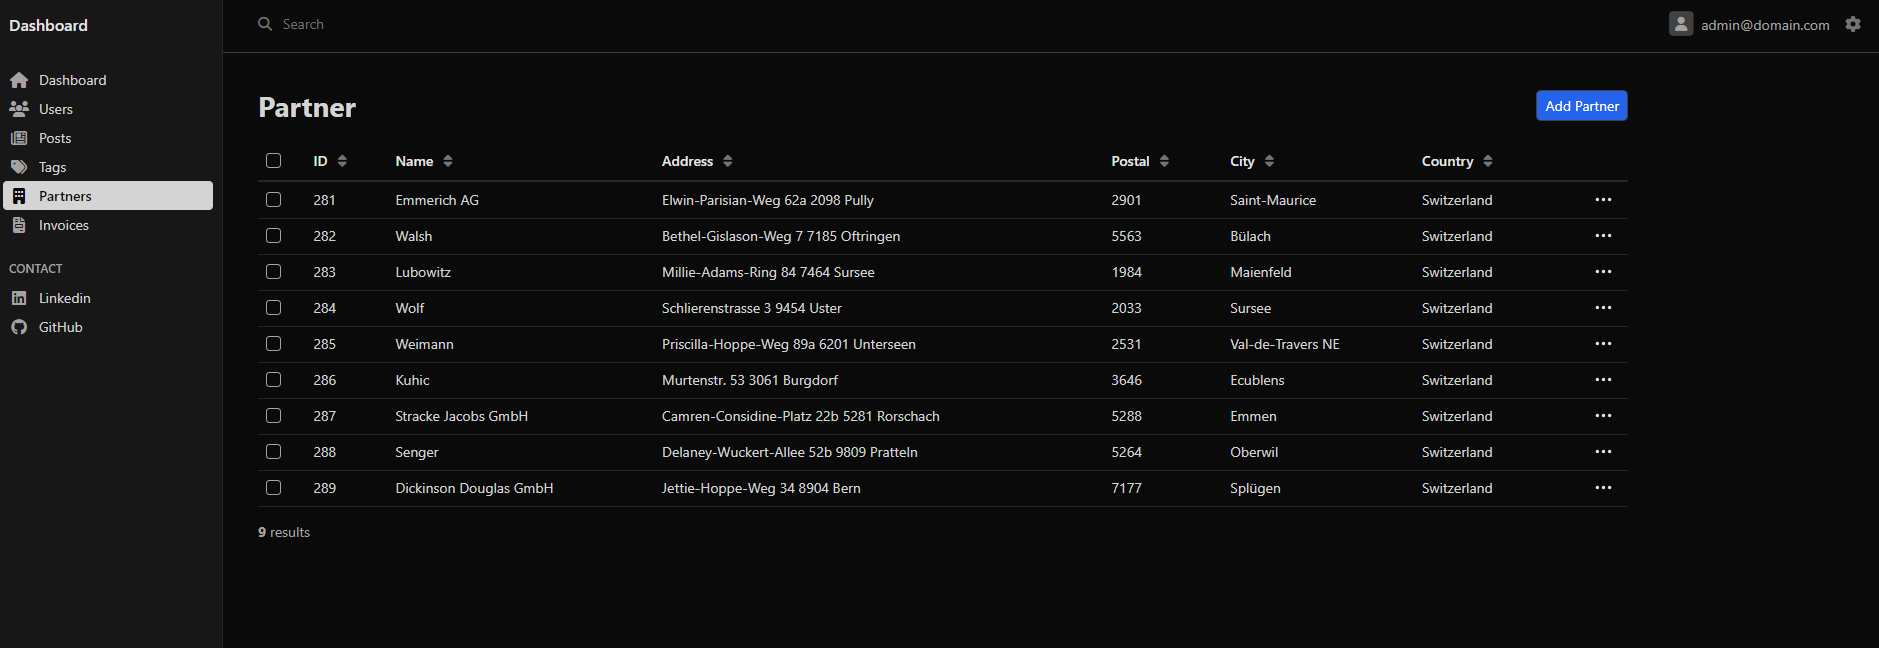 Dashboard
Search
admin@domain.com
Dashboard
Users
Posts
Tags
Partners
Invoices
CONTACT
Linkedin
GitHub
Partner
Add Partner
ID Name Address Postal City Country
281 Emmerich AG Elwin-Parisian-Weg 62a 2098 Pully 2901 Saint-Maurice Switzerland
282 Walsh Bethel-Gislason-Weg 7 7185 Oftringen 5563 Bülach Switzerland
283 Lubowitz Millie-Adams-Ring 84 7464 Sursee 1984 Maienfeld Switzerland
284 Wolf Schlierenstrasse 3 9454 Uster 2033 Sursee Switzerland
285 Weimann Priscilla-Hoppe-Weg 89a 6201 Unterseen 2531 Val-de-Travers NE Switzerland
286 Kuhic Murtenstr. 53 3061 Burgdorf 3646 Ecublens Switzerland
287 Stracke Jacobs GmbH Camren-Considine-Platz 22b 5281 Rorschach 5288 Emmen Switzerland
288 Senger Delaney-Wuckert-Allee 52b 9809 Pratteln 5264 Oberwil Switzerland
289 Dickinson Douglas GmbH Jettie-Hoppe-Weg 34 8904 Bern 7177 Splügen Switzerland
9 results